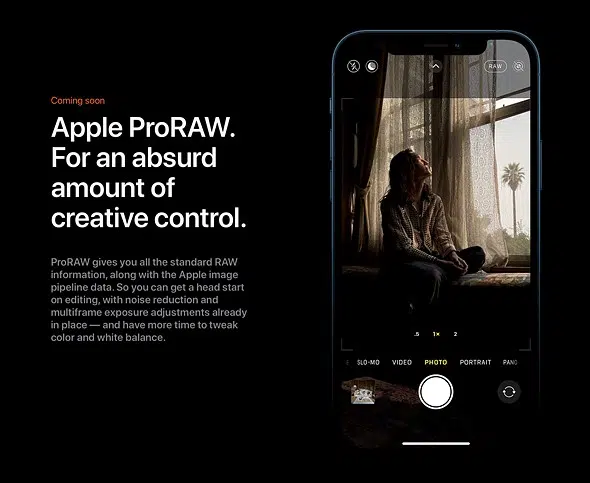 Coming soon
Apple ProRAW.
For an absurd
amount of
creative control.
ProRAW gives you all the standard RAW
information, along with the Apple image
pipeline data. So you can get a head start
on editing, with noise reduction and
multiframe exposure adjustments already
in place — and have more time to tweak
color and white balance.
RAW
.5 1× 2
SLO-MO VIDEO PHOTO PORTRAIT PANO